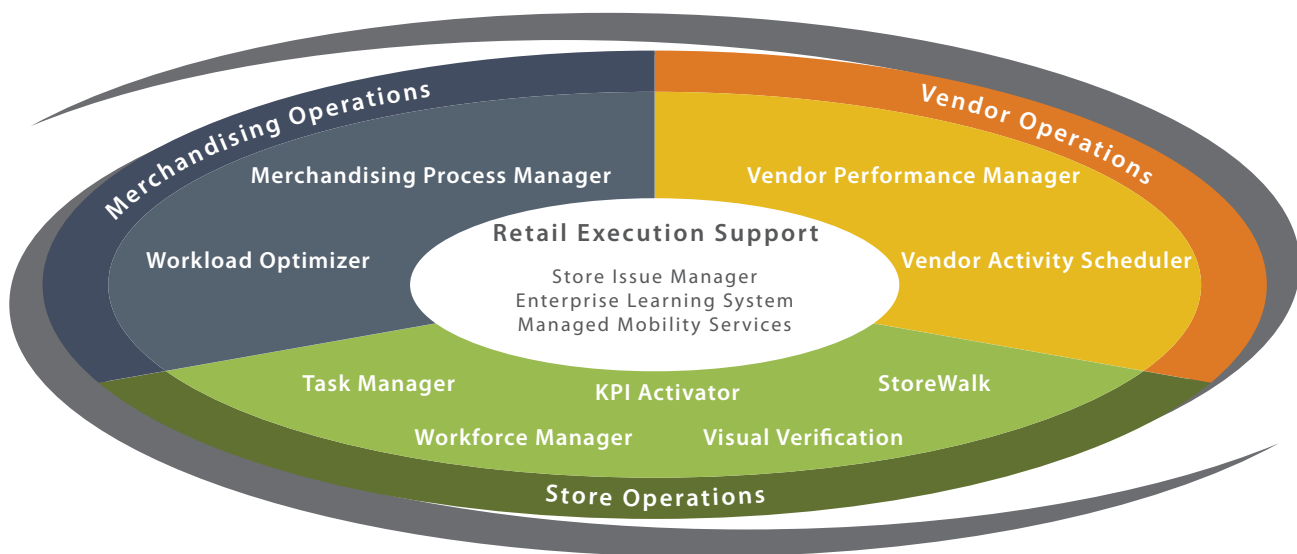 Merchandising Operations
Vendor Operations
Merchandising Process Manager
Vendor Performance Manager
Workload Optimizer
Vendor Activity Scheduler
Retail Execution Support
Store Issue Manager
Enterprise Learning System
Managed Mobility Services
Task Manager
KPI Activator
StoreWalk
Workforce Manager
Visual Verification
Store Operations